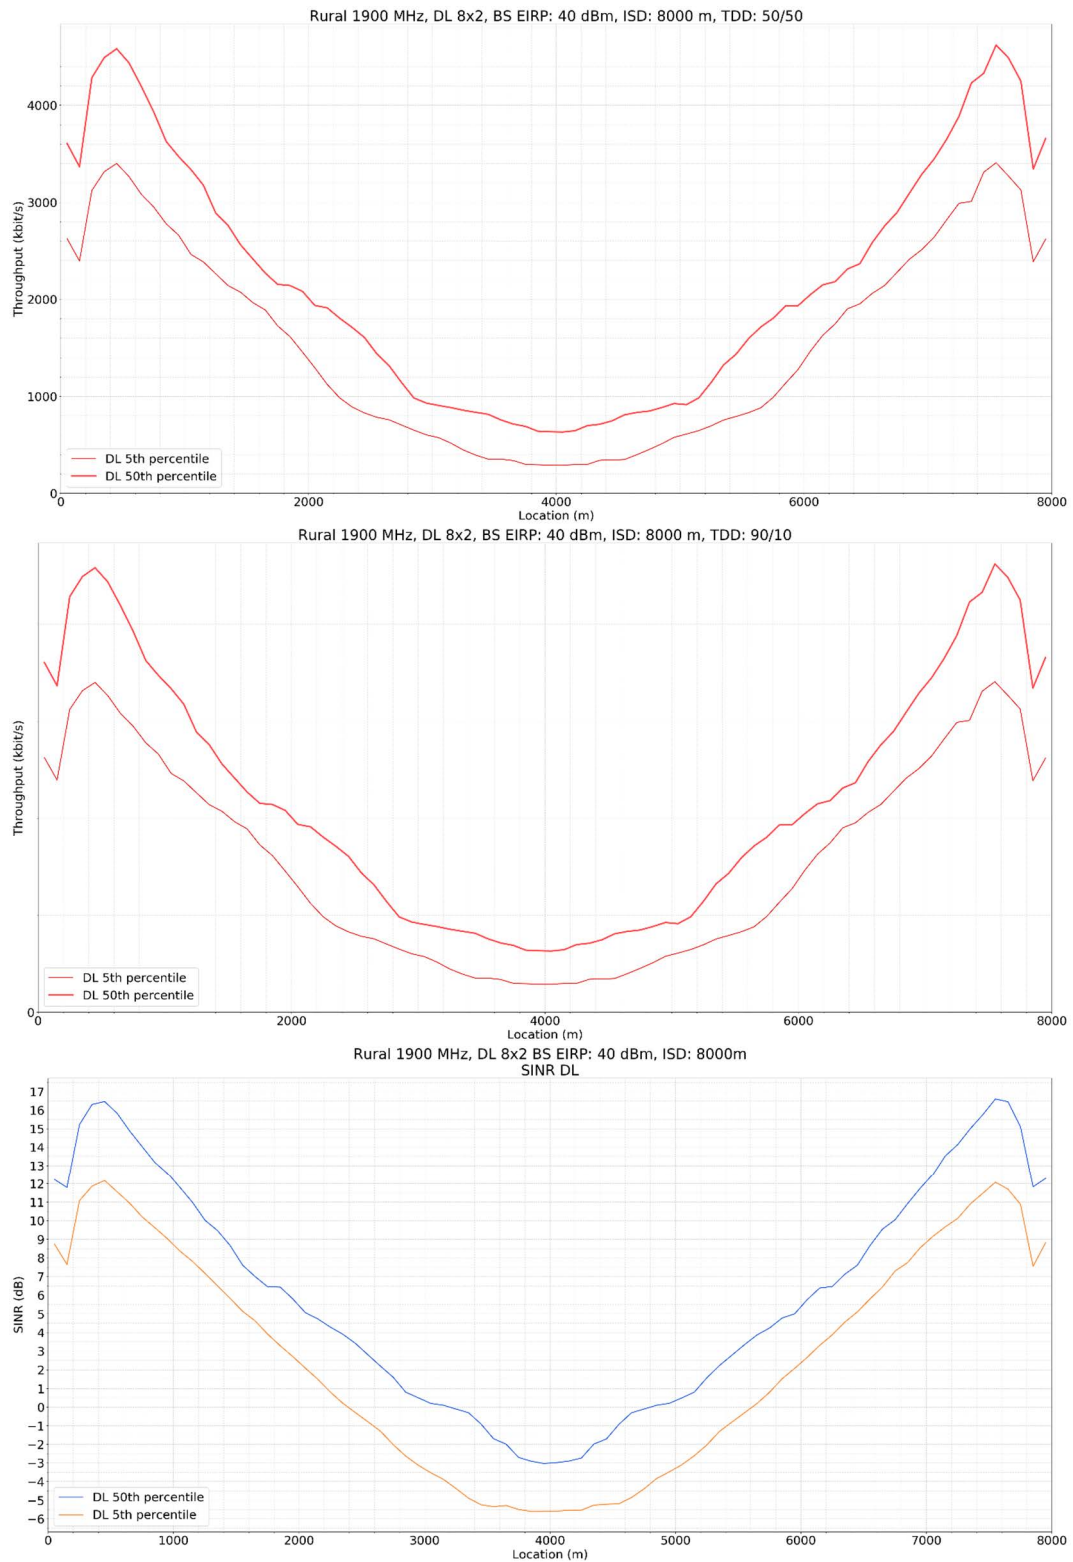 Rural 1900 MHz, DL 8x2, BS EIRP: 40 dBm, ISD: 8000 m, TDD: 50/50
Throughput (kbit/s)
4000
3000
2000
1000
0
DL 5th percentile
DL 50th percentile
0 2000 4000 6000 8000
Location (m)
Rural 1900 MHz, DL 8x2, BS EIRP: 40 dBm, ISD: 8000 m, TDD: 90/10
Throughput (kbit/s)
0
DL 5th percentile
DL 50th percentile
0 2000 4000 6000 8000
Location (m)
Rural 1900 MHz, DL 8x2 BS EIRP: 40 dBm, ISD: 8000m
SINR DL
SINR (dB)
17
16
15
14
13
12
11
10
9
8
7
6
5
4
3
2
1
0
−1
−2
−3
−4
−5
−6
DL 50th percentile
DL 5th percentile
0 1000 2000 3000 4000 5000 6000 7000 8000
Location (m)